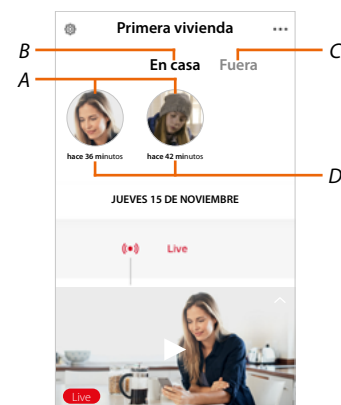 Primera vivienda
B
C
En casa Fuera
A
hace 36 minutos hace 42 minutos
D
JUEVES 15 DE NOVIEMBRE
Live
Live